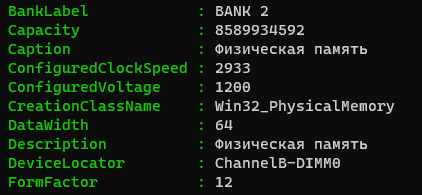 BankLabel : BANK 2
Capacity : 8589934592
Caption : Физическая память
ConfiguredClockSpeed : 2933
ConfiguredVoltage : 1200
CreationClassName : Win32_PhysicalMemory
DataWidth : 64
Description : Физическая память
DeviceLocator : ChannelB-DIMM0
FormFactor : 12